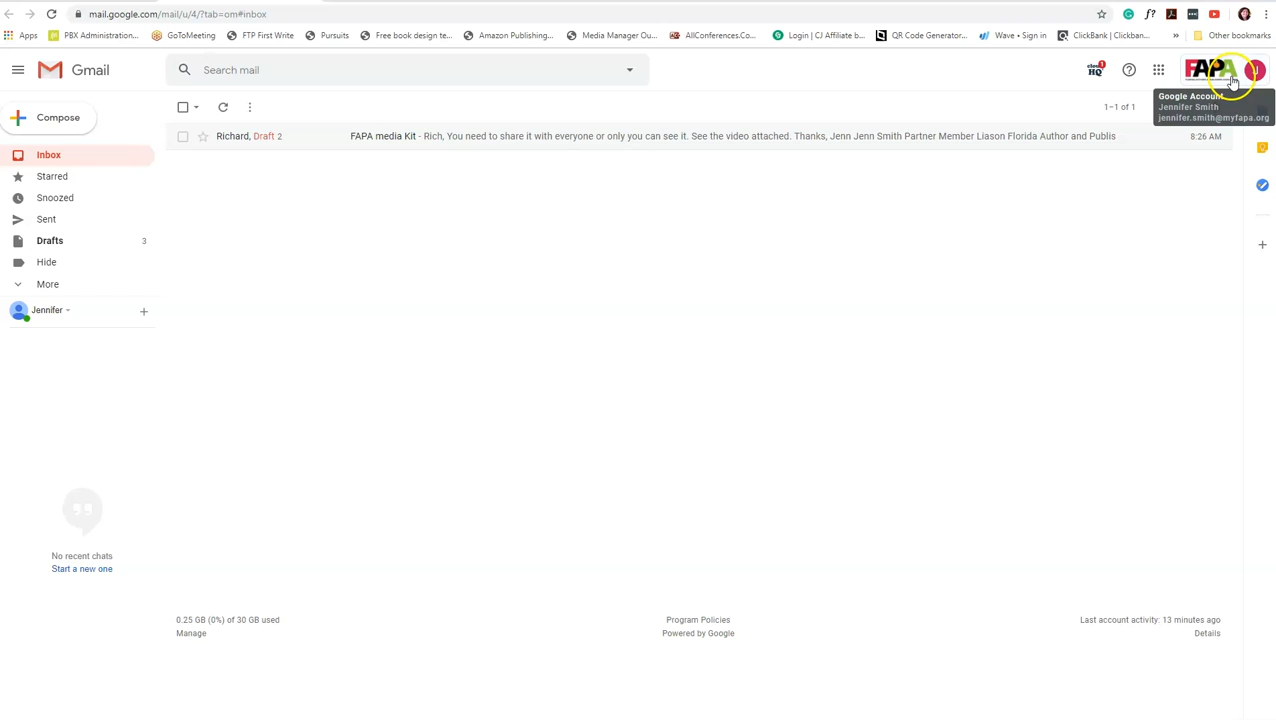 mail.google.com/mail/u/4/?tab=om#inbox
Apps PBX Administration... GoToMeeting FTP First Write Pursuits Free book design te... Amazon Publishing... Media Manager Ou... AllConferences.Co... Login | CJ Affiliate b... QR Code Generator... Wave • Sign in ClickBank | Clickban... » Other bookmarks
Gmail Search mail cloud HQ 1 FAPA J
Compose 1–1 of 1 Google Account
Jennifer Smith
jennifer.smith@myfapa.org
Richard, Draft 2 FAPA media Kit - Rich, You need to share it with everyone or only you can see it. See the video attached. Thanks, Jenn Jenn Smith Partner Member Liason Florida Author and Publis 8:26 AM
Inbox
Starred
Snoozed
Sent
Drafts 3
Hide
More
Jennifer
No recent chats
Start a new one
0.25 GB (0%) of 30 GB used Program Policies Last account activity: 13 minutes ago
Manage Powered by Google Details